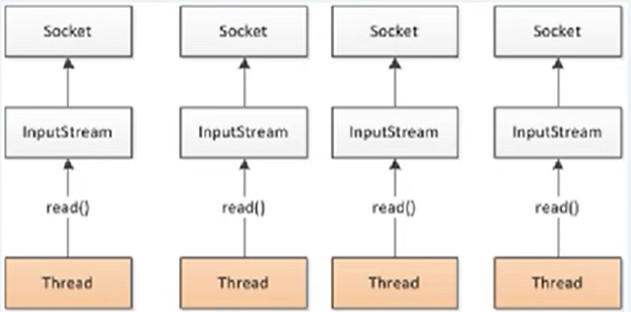 Socket Socket Socket Socket
InputStream InputStream InputStream InputStream
read() read() read() read()
Thread Thread Thread Thread